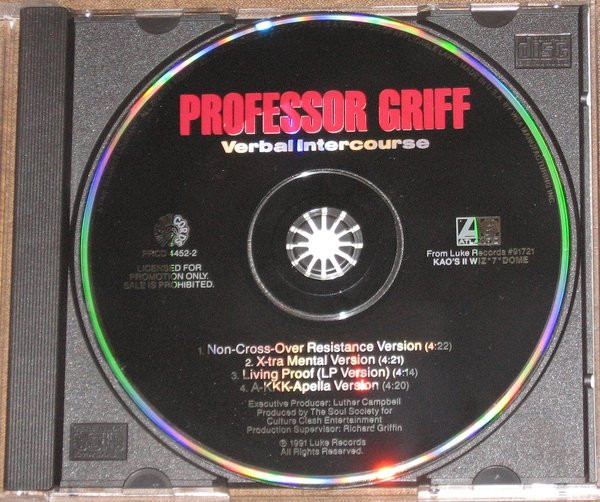 PROFESSOR GRIFF
Verbal Intercourse
PRCD 4452-2
LICENSED FOR
PROMOTION ONLY.
SALE IS PROHIBITED.
From Luke Records #91721
KAO'S II WIZ*7*DOME
1. Non-Cross-Over Resistance Version (4:22)
2. X-tra Mental Version (4:21)
3. Living Proof (LP Version) (4:14)
4. A-KKK-Apella Version (4:20)
Executive Producer: Luther Campbell
Produced by The Soul Society for
Culture Clash Entertainment
Production Supervisor: Richard Griffin
℗ © 1991 Luke Records
All Rights Reserved.